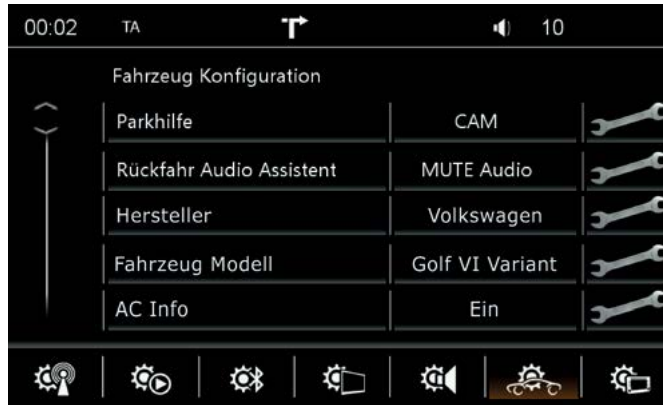 00:02 TA 10
Fahrzeug Konfiguration
Parkhilfe CAM
Rückfahr Audio Assistent MUTE Audio
Hersteller Volkswagen
Fahrzeug Modell Golf VI Variant
AC Info Ein